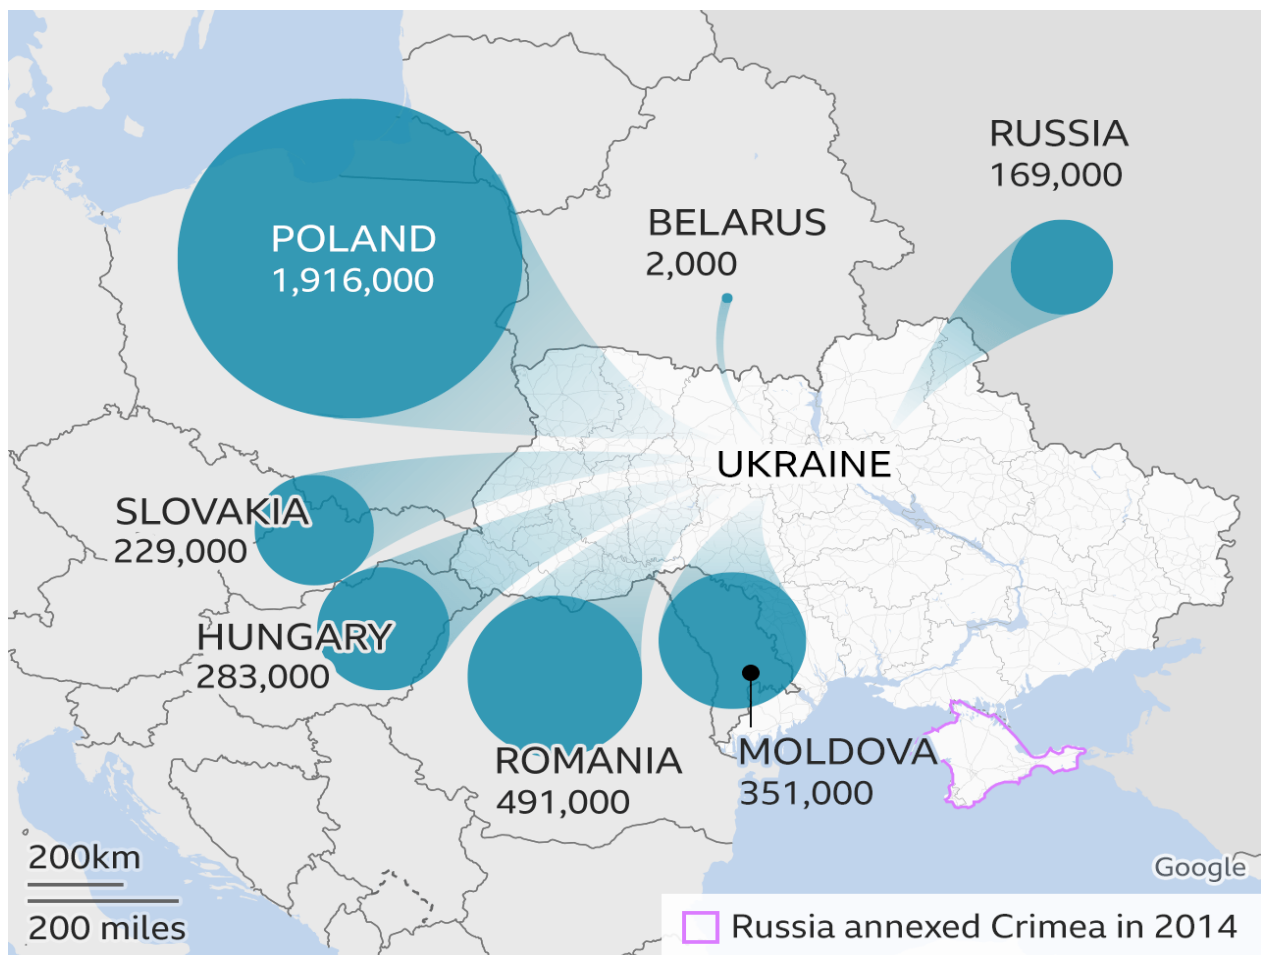 RUSSIA
169,000
BELARUS
2,000
POLAND
1,916,000
UKRAINE
SLOVAKIA
229,000
HUNGARY
283,000
ROMANIA
491,000
MOLDOVA
351,000
200km
200 miles
Google
Russia annexed Crimea in 2014